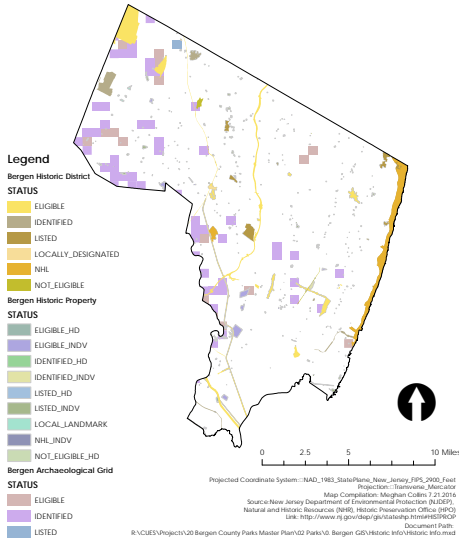 Legend
Bergen Historic District
STATUS
ELIGIBLE
IDENTIFIED
LISTED
LOCALLY_DESIGNATED
NHL
NOT_ELIGIBLE
Bergen Historic Property
STATUS
ELIGIBLE_HD
ELIGIBLE_INDV
IDENTIFIED_HD
IDENTIFIED_INDV
LISTED_HD
LISTED_INDV
LOCAL_LANDMARK
NHL_INDV
NOT_ELIGIBLE_HD
Bergen Archaeological Grid
STATUS
ELIGIBLE
IDENTIFIED
LISTED
0 2.5 5 10 Miles
Projected Coordinate System:::NAD_1983_StatePlane_New_Jersey_FIPS_2900_Feet
Projection:::Transverse_Mercator
Map Compilation: Meghan Collins 7.21.2016
Source:New Jersey Department of Environmental Protection (NJDEP),
Natural and Historic Resources (NHR), Historic Preservation Office (HPO)
Link: http://www.nj.gov/dep/gis/stateshp.html#HISTPROP
Document Path:
R:\CUES\Projects\20 Bergen County Parks Master Plan\02 Parks\0. Bergen GIS\Historic Info\Historic Info.mxd